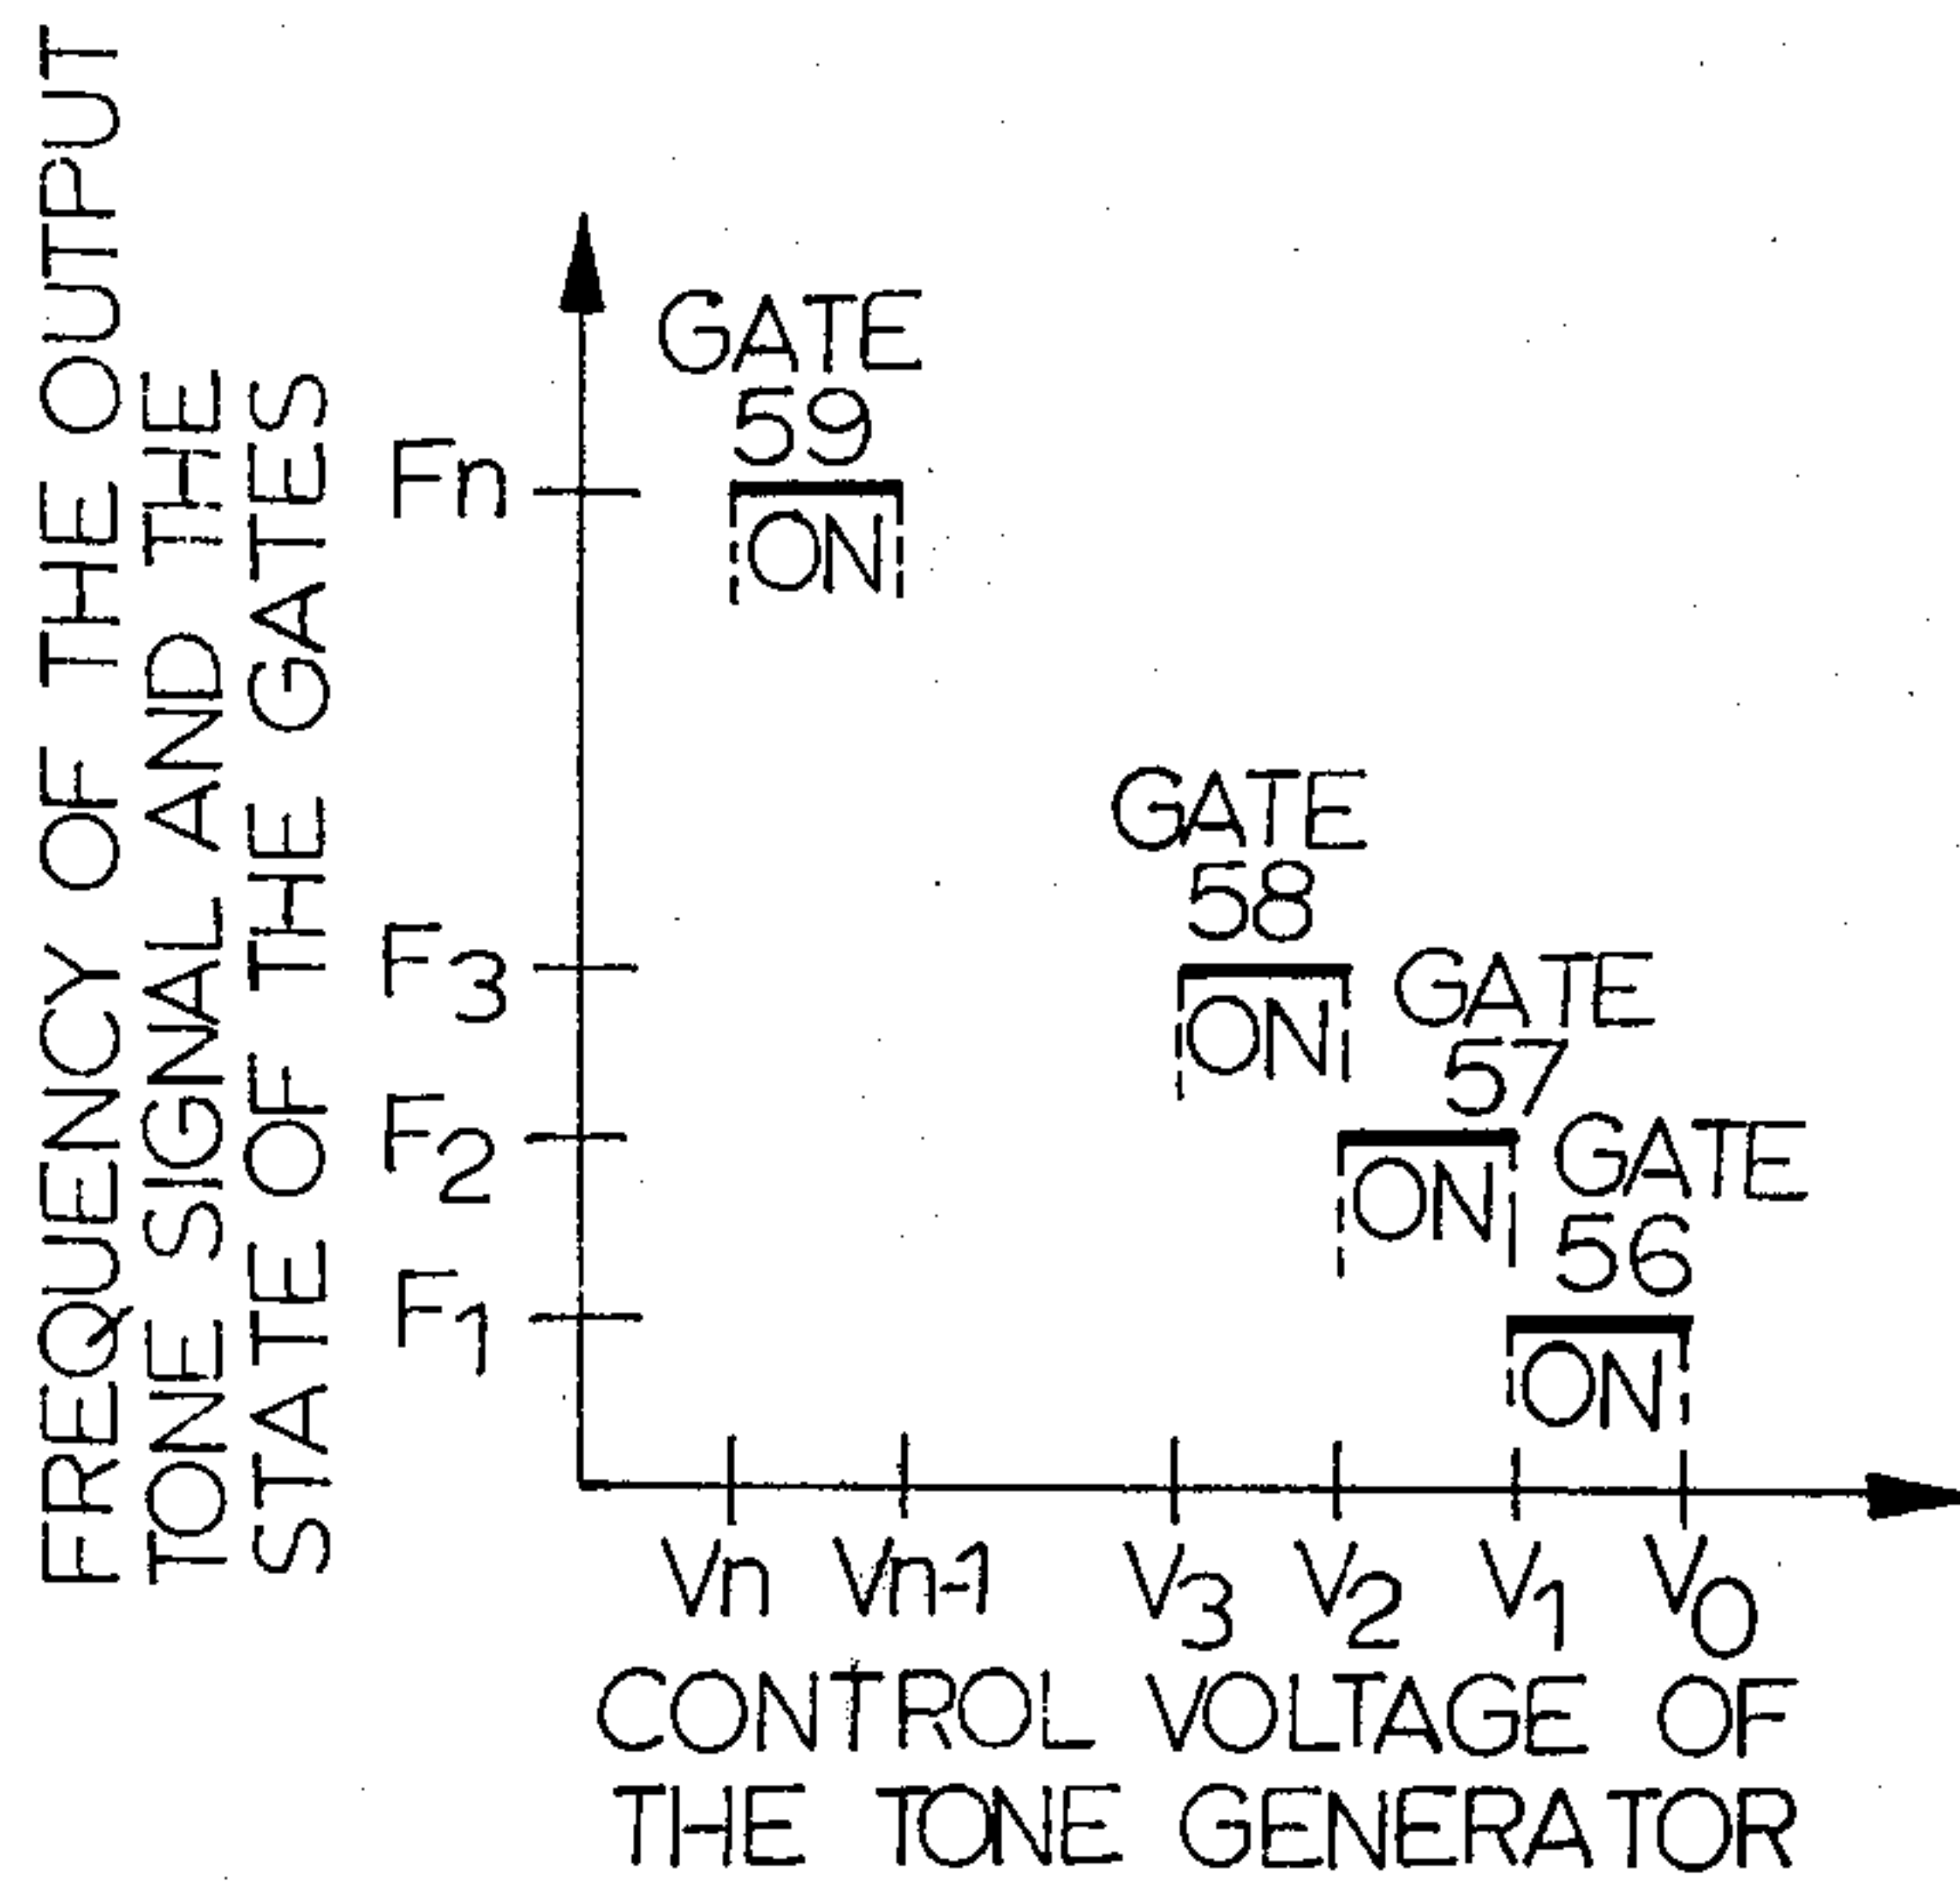 FREQUENCY OF THE OUTPUT
TONE SIGNAL AND THE
STATE OF THE GATES
Fn
F3
F2
F1
GATE
59
ON
GATE
58
ON
GATE
57
ON
GATE
56
ON
Vn Vn-1 V3 V2 V1 V0
CONTROL VOLTAGE OF
THE TONE GENERATOR